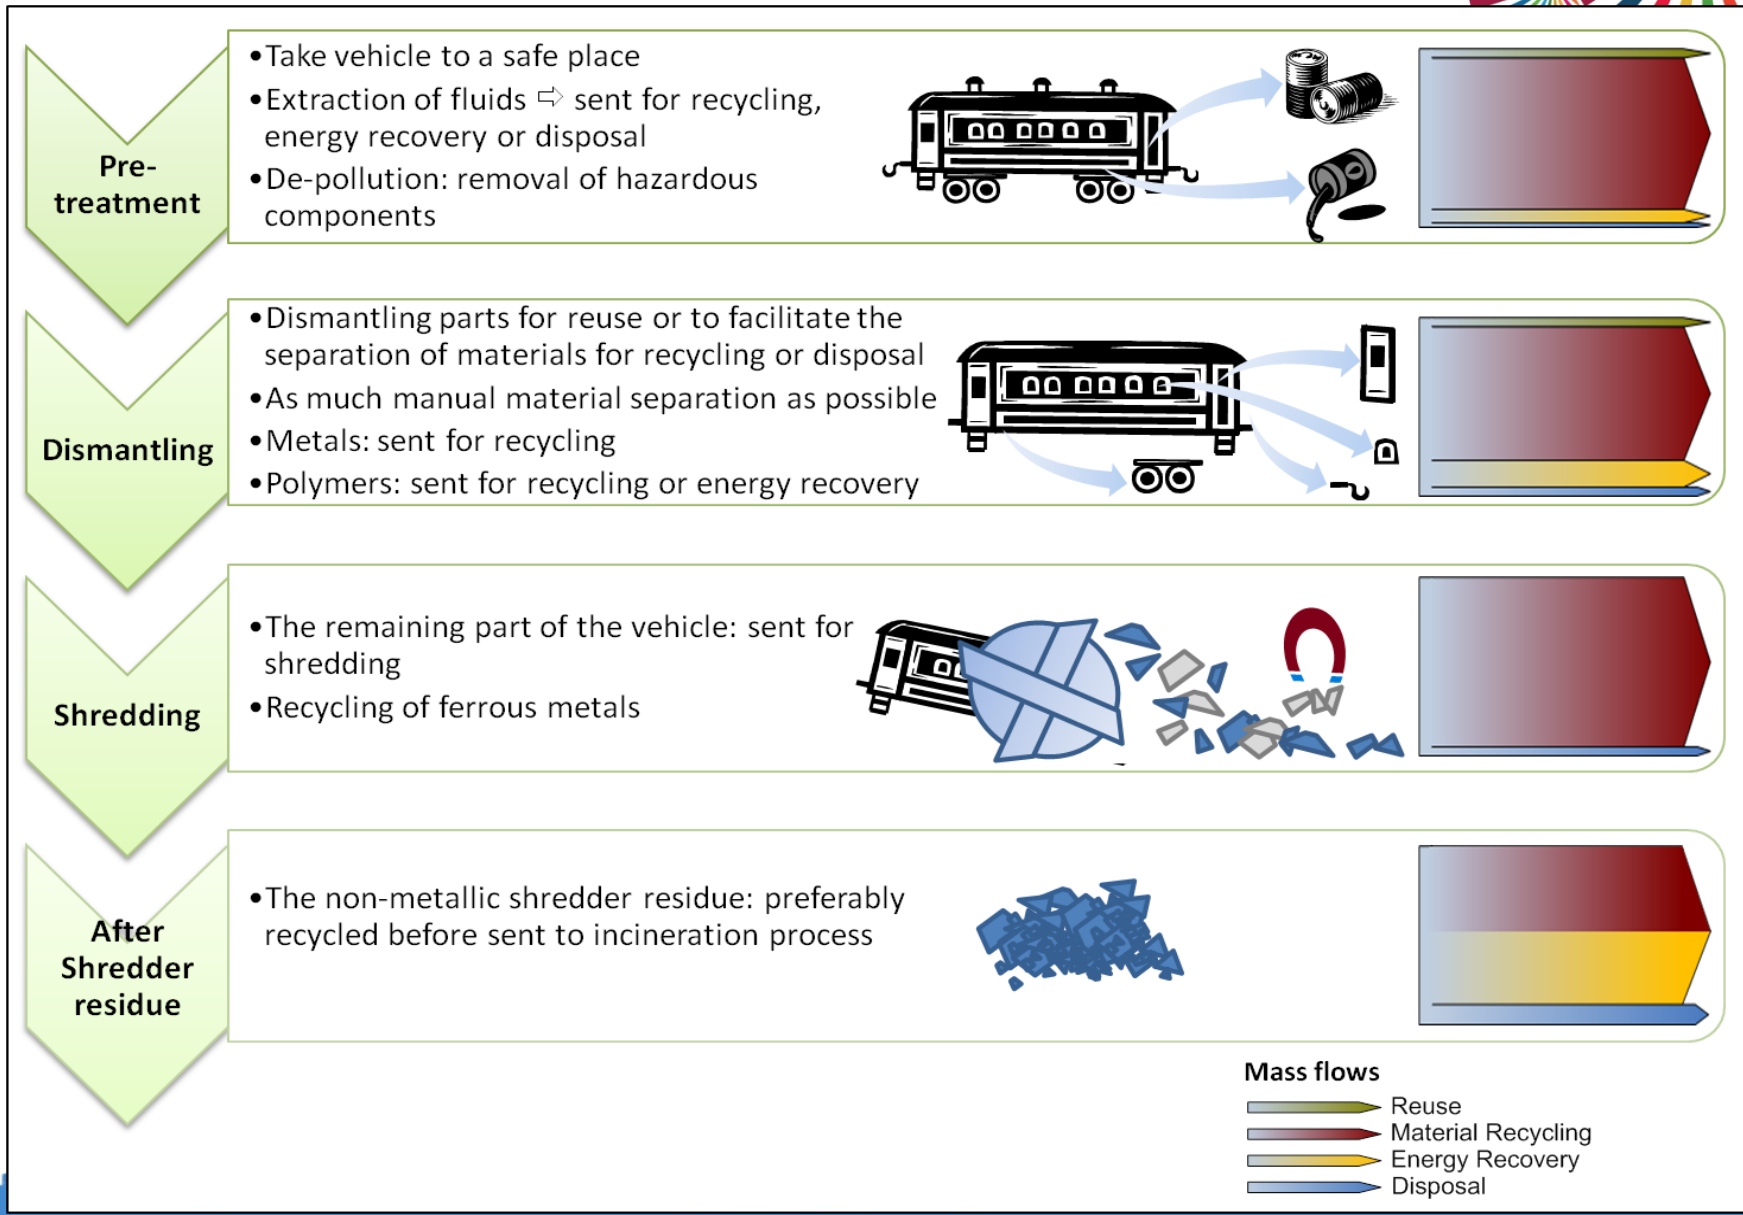 Pre-
treatment
•Take vehicle to a safe place
•Extraction of fluids ⇨ sent for recycling,
energy recovery or disposal
•De-pollution: removal of hazardous
components
Dismantling
•Dismantling parts for reuse or to facilitate the
separation of materials for recycling or disposal
•As much manual material separation as possible
•Metals: sent for recycling
•Polymers: sent for recycling or energy recovery
Shredding
•The remaining part of the vehicle: sent for
shredding
•Recycling of ferrous metals
After
Shredder
residue
•The non-metallic shredder residue: preferably
recycled before sent to incineration process
Mass flows
Reuse
Material Recycling
Energy Recovery
Disposal